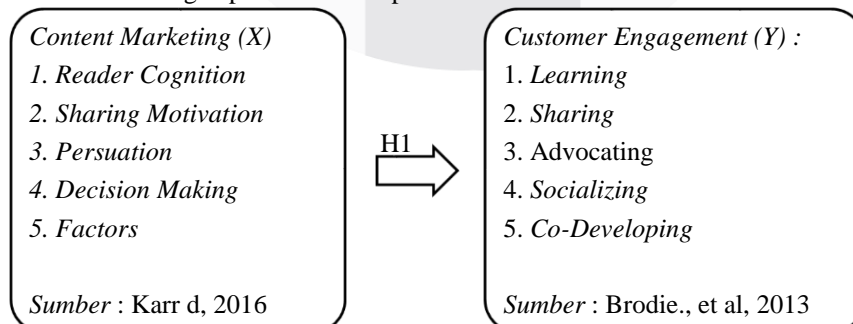 Content Marketing (X)
1. Reader Cognition
2. Sharing Motivation
3. Persuation
4. Decision Making
5. Factors
Sumber : Karr d, 2016
H1
Customer Engagement (Y) :
1. Learning
2. Sharing
3. Advocating
4. Socializing
5. Co-Developing
Sumber : Brodie., et al, 2013